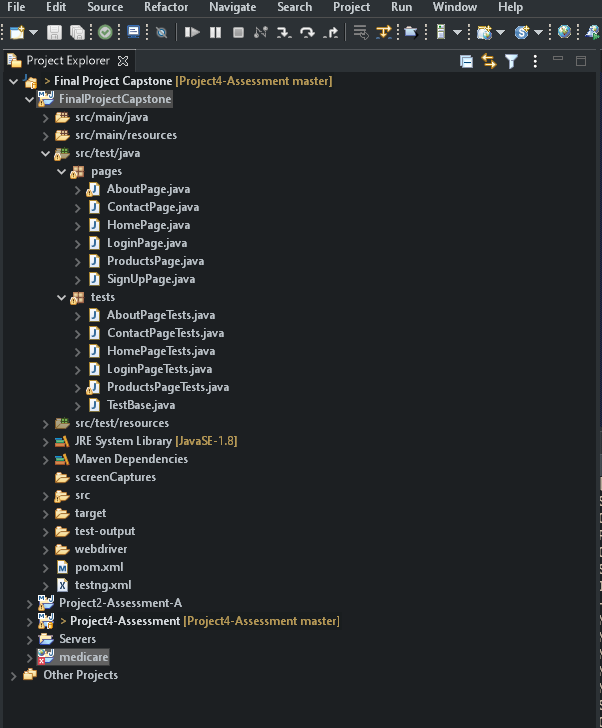 File Edit Source Refactor Navigate Search Project Run Window Help
Project Explorer
> Final Project Capstone [Project4-Assessment master]
FinalProjectCapstone
src/main/java
src/main/resources
src/test/java
pages
AboutPage.java
ContactPage.java
HomePage.java
LoginPage.java
ProductsPage.java
SignUpPage.java
tests
AboutPageTests.java
ContactPageTests.java
HomePageTests.java
LoginPageTests.java
ProductsPageTests.java
TestBase.java
src/test/resources
JRE System Library [JavaSE-1.8]
Maven Dependencies
screenCaptures
src
target
test-output
webdriver
pom.xml
testng.xml
Project2-Assessment-A
> Project4-Assessment [Project4-Assessment master]
Servers
medicare
Other Projects